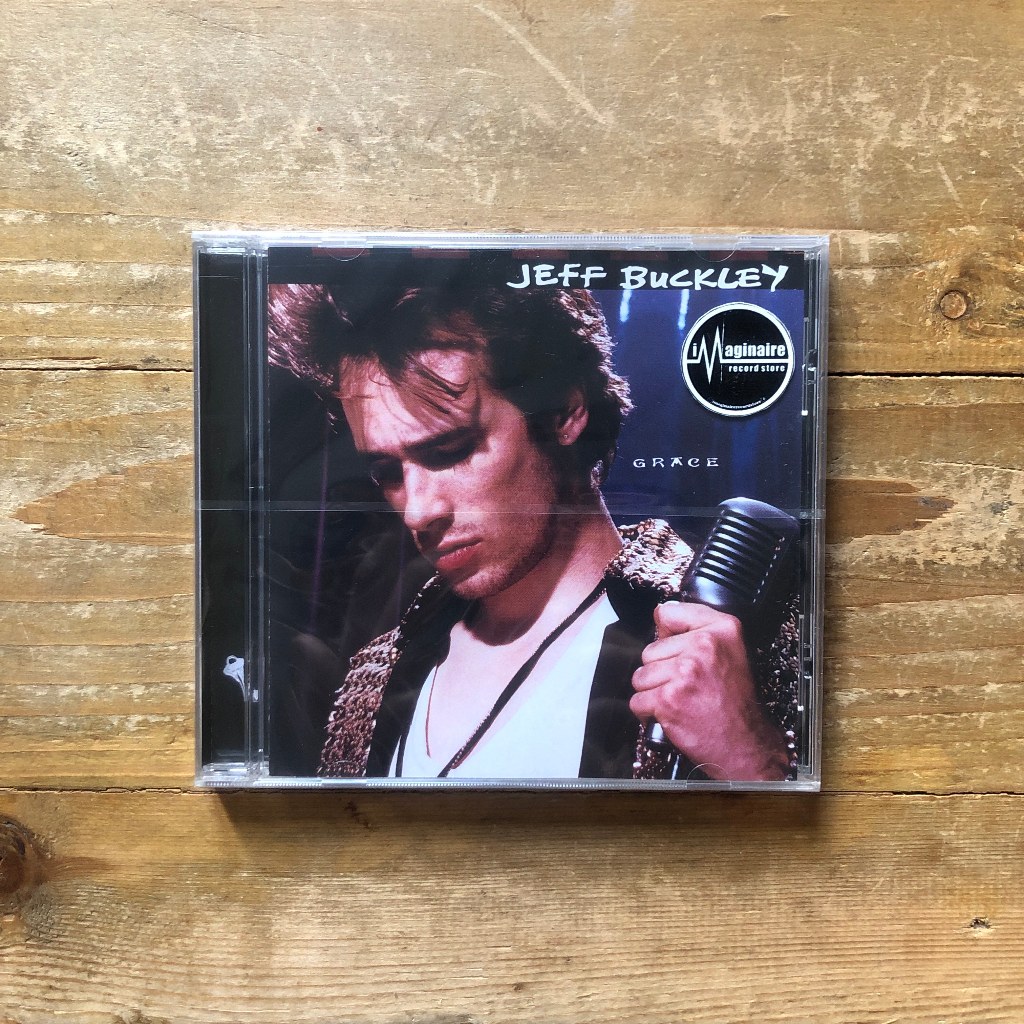 JEFF BUCKLEY
iMaginaire
record store
GRACE